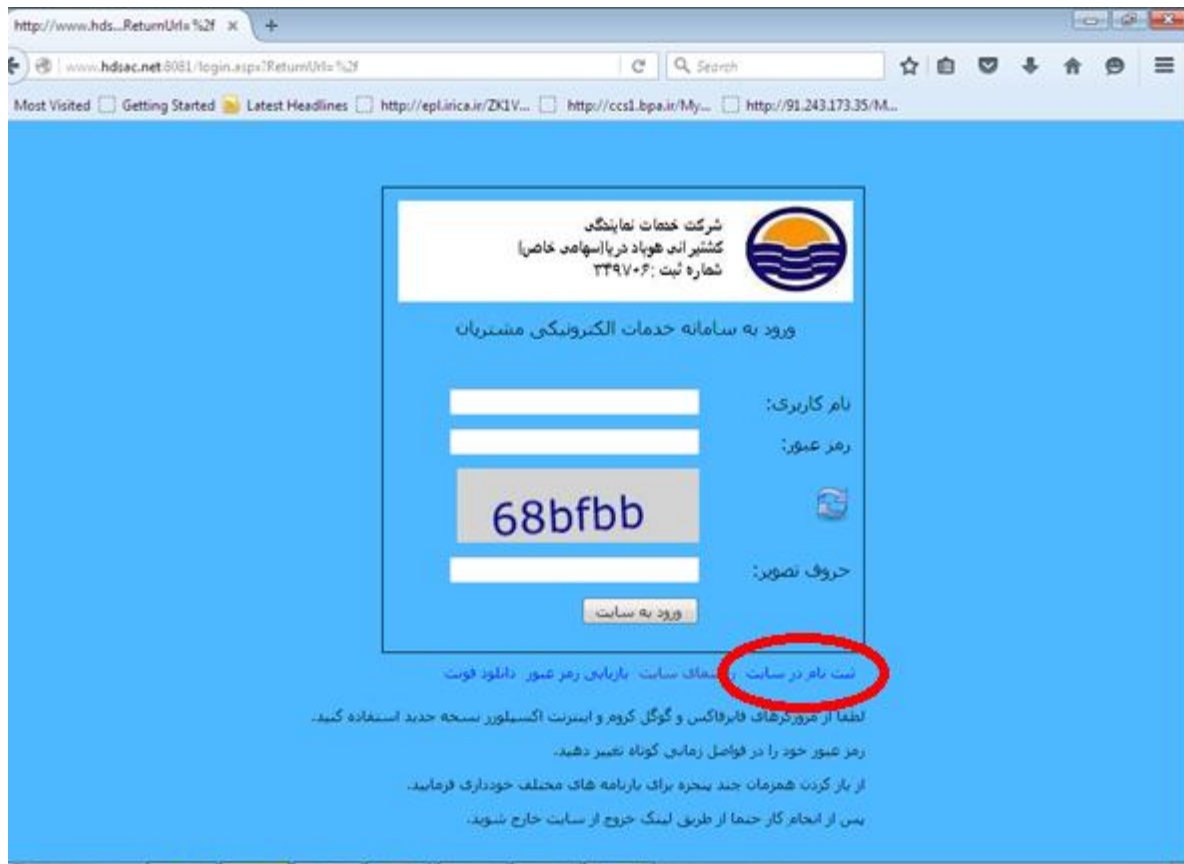 http://www.hds...ReturnUrl=%2f × +
www.hdsac.net:8081/login.aspx?ReturnUrl=%2f Search
Most Visited Getting Started Latest Headlines http://epl.irica.ir/ZK1V... http://ccs1.bpa.ir/My... http://91.243.173.35/M...
شرکت خدمات نمایندگی
کشتیرانی هوپاد دریا(سهامی خاص)
شماره ثبت :۳۴۹۷۰۶
ورود به سامانه خدمات الکترونیکی مشتریان
نام کاربری:
رمز عبور:
68bfbb
حروف تصویر:
ورود به سایت
ثبت نام در سایت راهنمای سایت بازیابی رمز عبور دانلود فونت
لطفا از مرورگرهای فایرفاکس و گوگل کروم و اینترنت اکسپلورر نسخه جدید استفاده کنید.
رمز عبور خود را در فواصل زمانی کوتاه تغییر دهید.
از باز کردن همزمان چند پنجره برای بارنامه های مختلف خودداری فرمایید.
پس از انجام کار حتما از طریق لینک خروج از سایت خارج شوید.